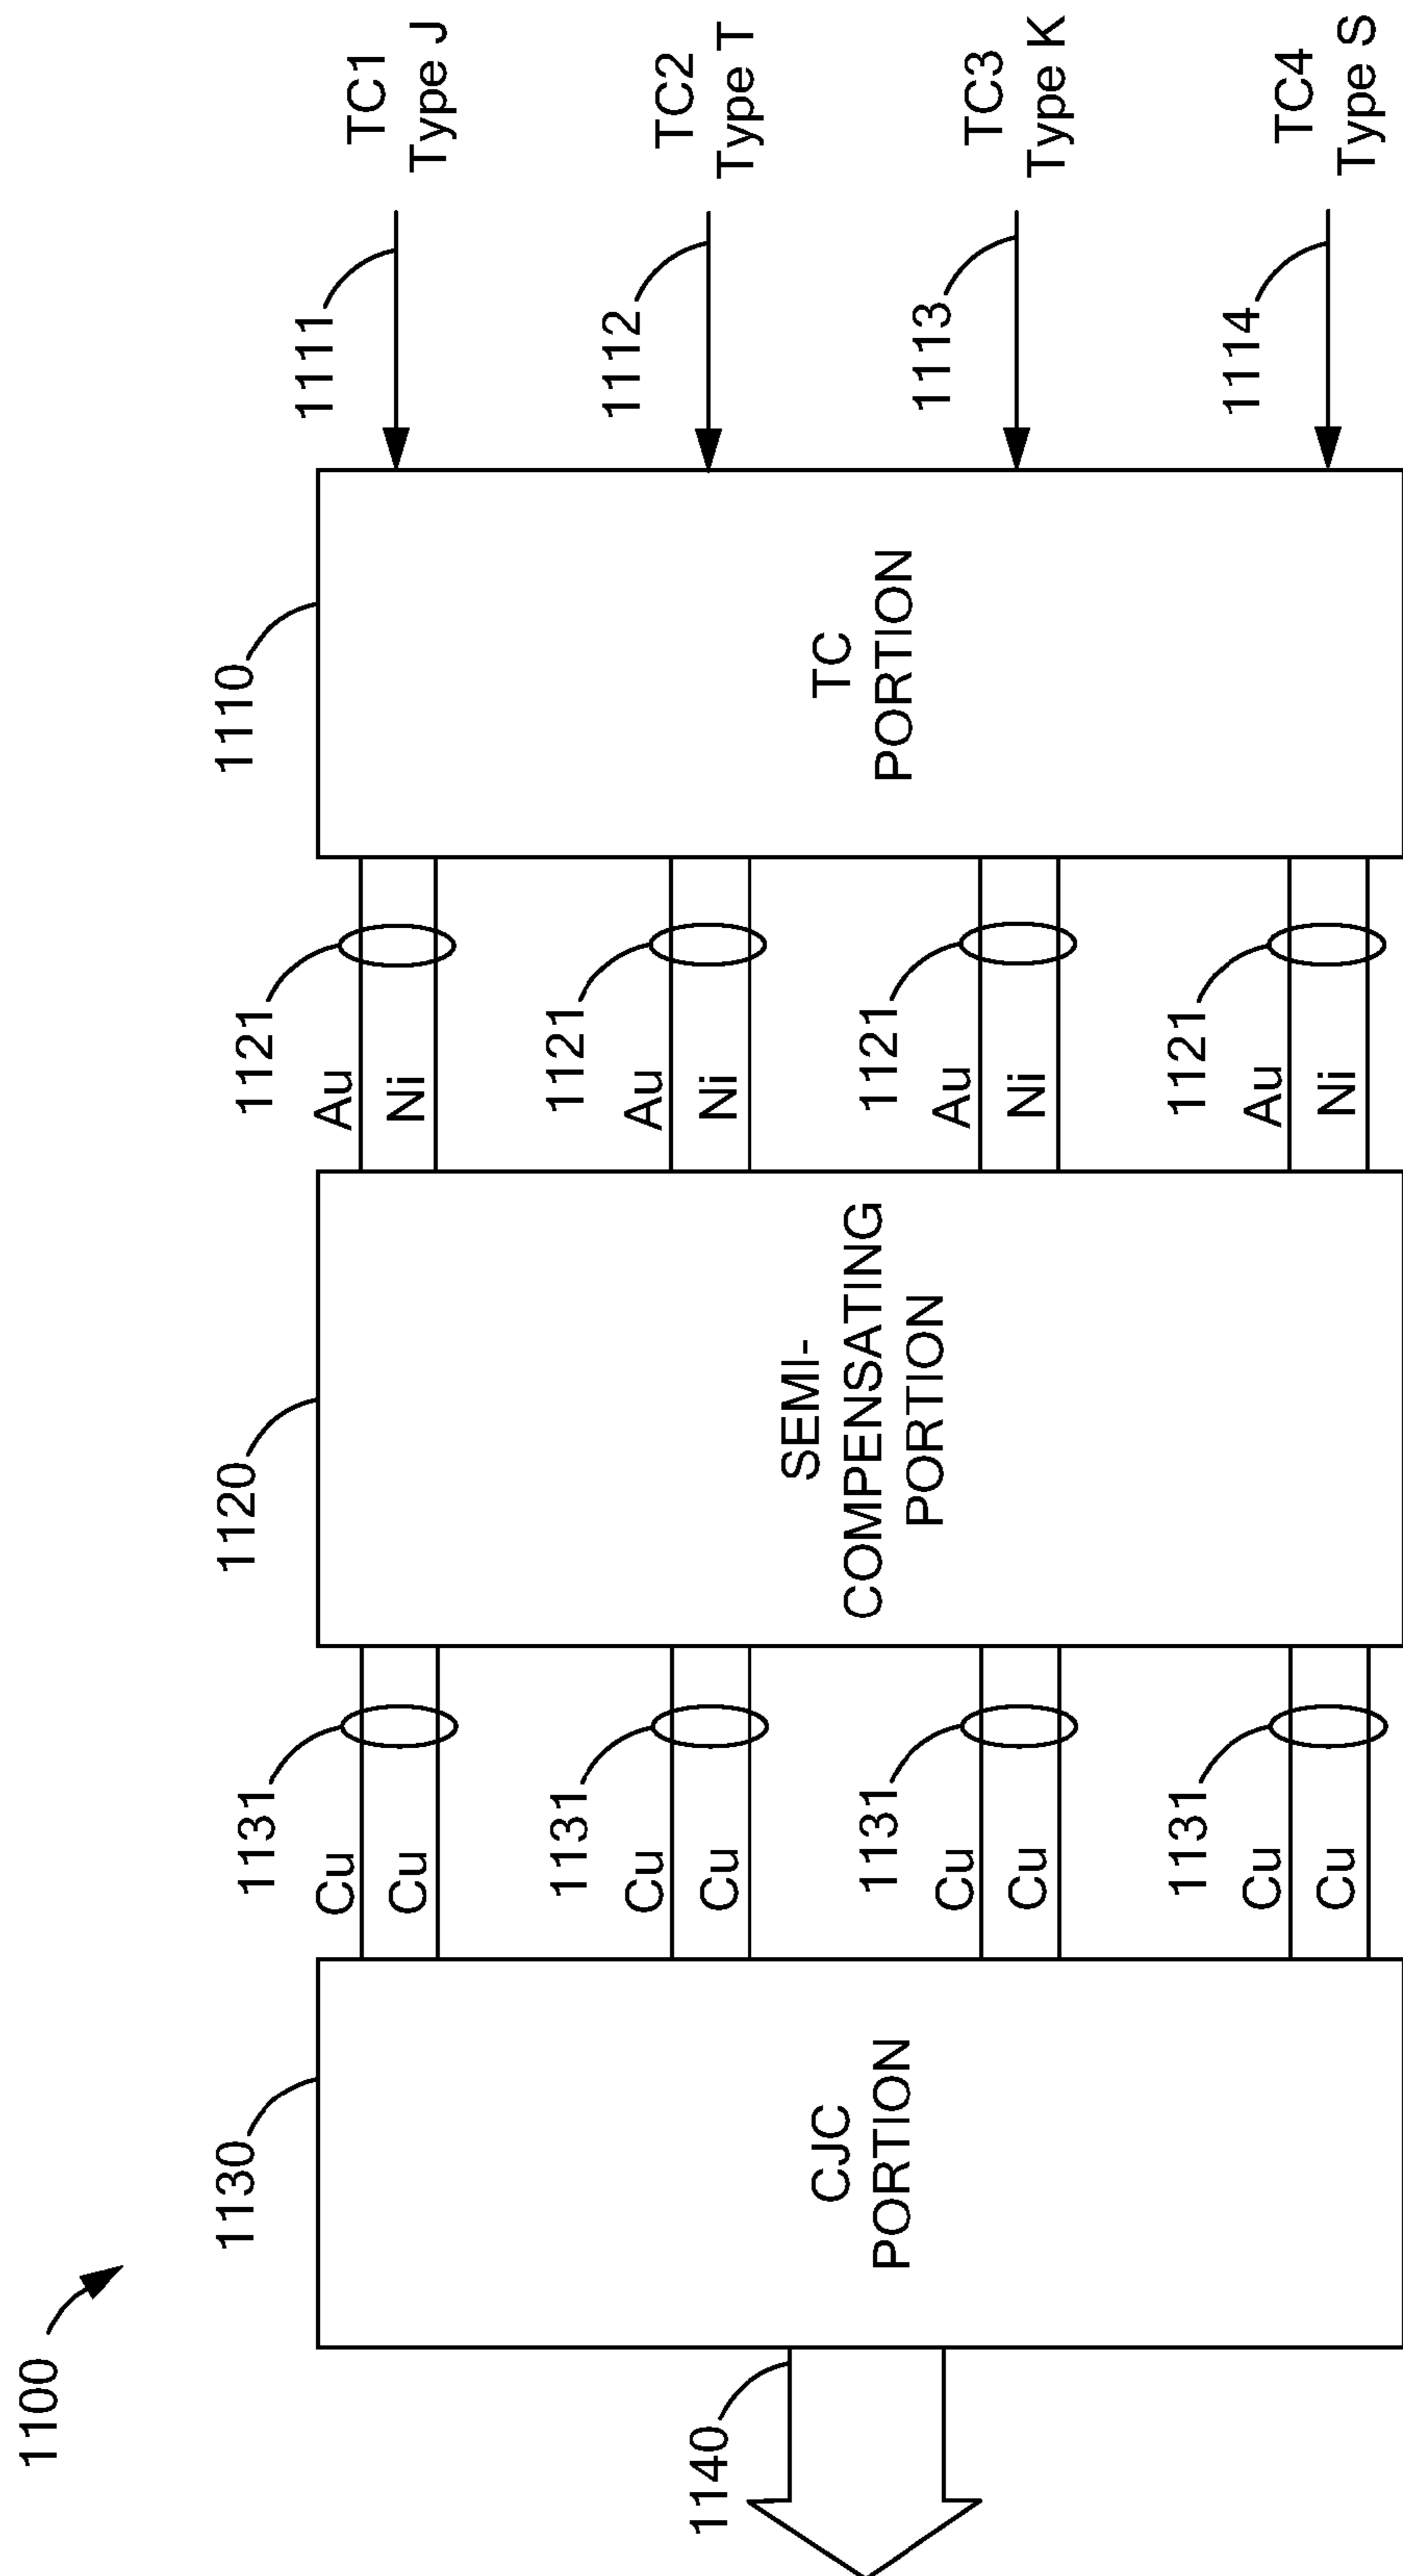 1100
1130
1120
1110
1140
CJC
PORTION
SEMI-
COMPENSATING
PORTION
TC
PORTION
1131
Cu
Cu
1121
Au
Ni
1111
TC1
Type J
1131
Cu
Cu
1121
Au
Ni
1112
TC2
Type T
1131
Cu
Cu
1121
Au
Ni
1113
TC3
Type K
1131
Cu
Cu
1121
Au
Ni
1114
TC4
Type S